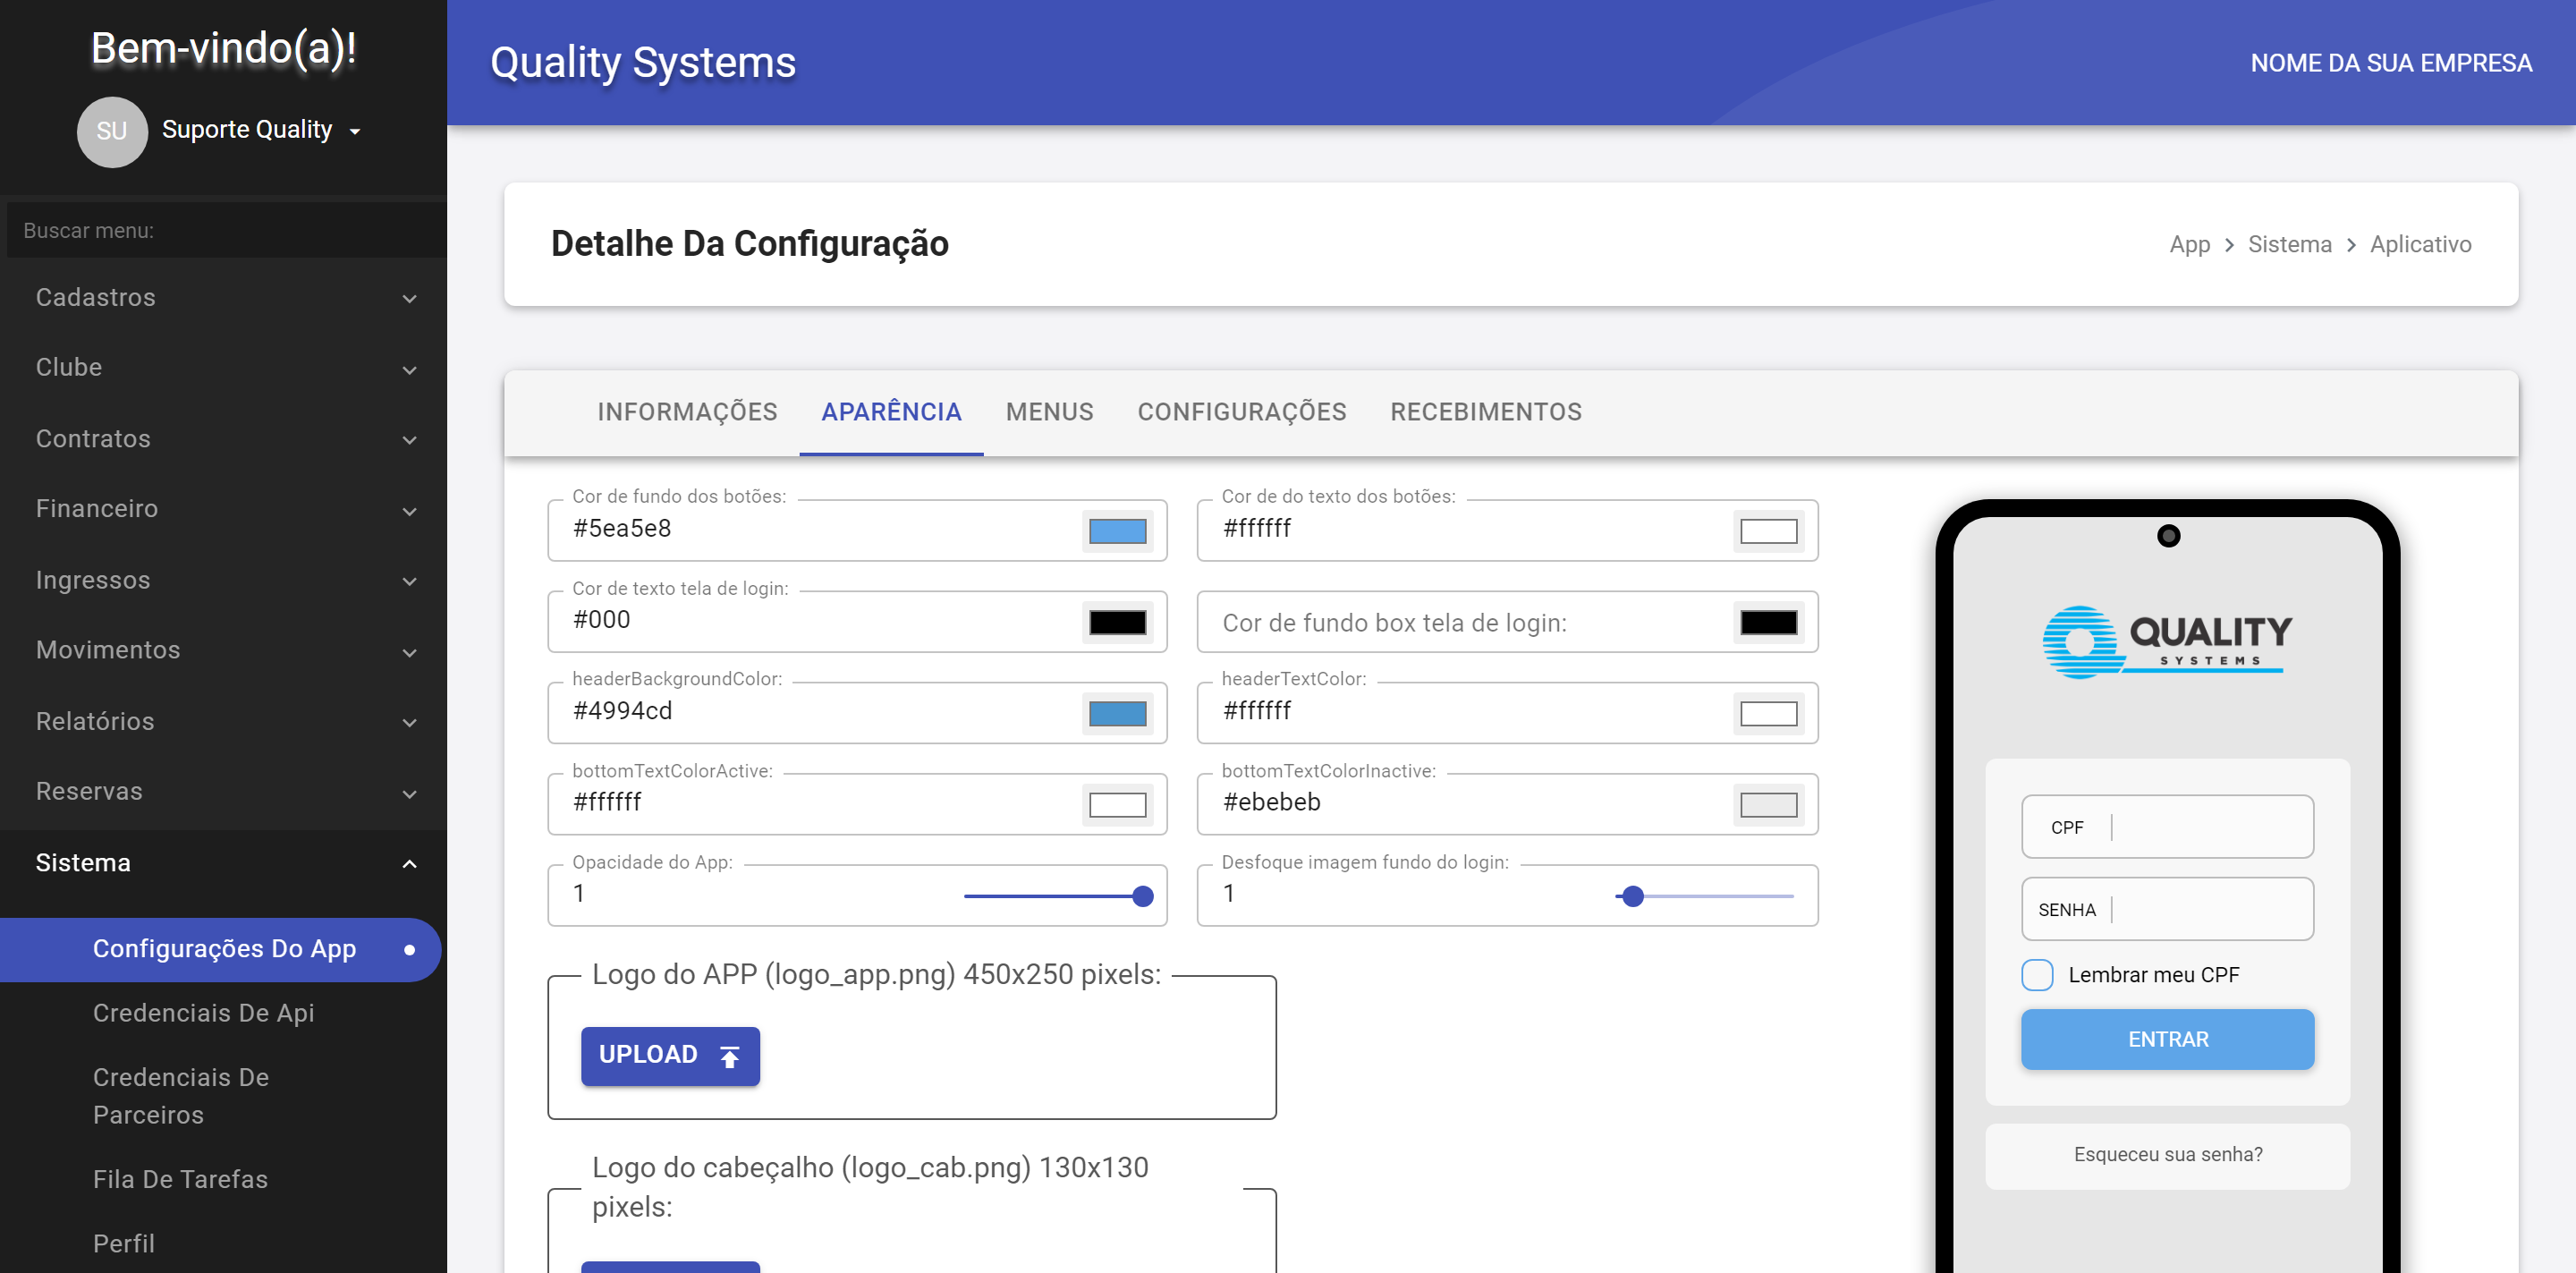 Bem-vindo(a)!
SU
Suporte Quality
Buscar menu:
Cadastros
Clube
Contratos
Financeiro
Ingressos
Movimentos
Relatórios
Reservas
Sistema
Configurações Do App
Credenciais De Api
Credenciais De
Parceiros
Fila De Tarefas
Perfil
Quality Systems
NOME DA SUA EMPRESA
Detalhe Da Configuração
App > Sistema > Aplicativo
INFORMAÇÕES APARÊNCIA MENUS CONFIGURAÇÕES RECEBIMENTOS
Cor de fundo dos botões:
#5ea5e8
Cor de do texto dos botões:
#ffffff
Cor de texto tela de login:
#000
Cor de fundo box tela de login:
headerBackgroundColor:
#4994cd
headerTextColor:
#ffffff
bottomTextColorActive:
#ffffff
bottomTextColorInactive:
#ebebeb
Opacidade do App:
1
Desfoque imagem fundo do login:
1
Logo do APP (logo_app.png) 450x250 pixels:
UPLOAD
Logo do cabeçalho (logo_cab.png) 130x130
pixels:
QUALITY
SYSTEMS
CPF
SENHA
Lembrar meu CPF
ENTRAR
Esqueceu sua senha?